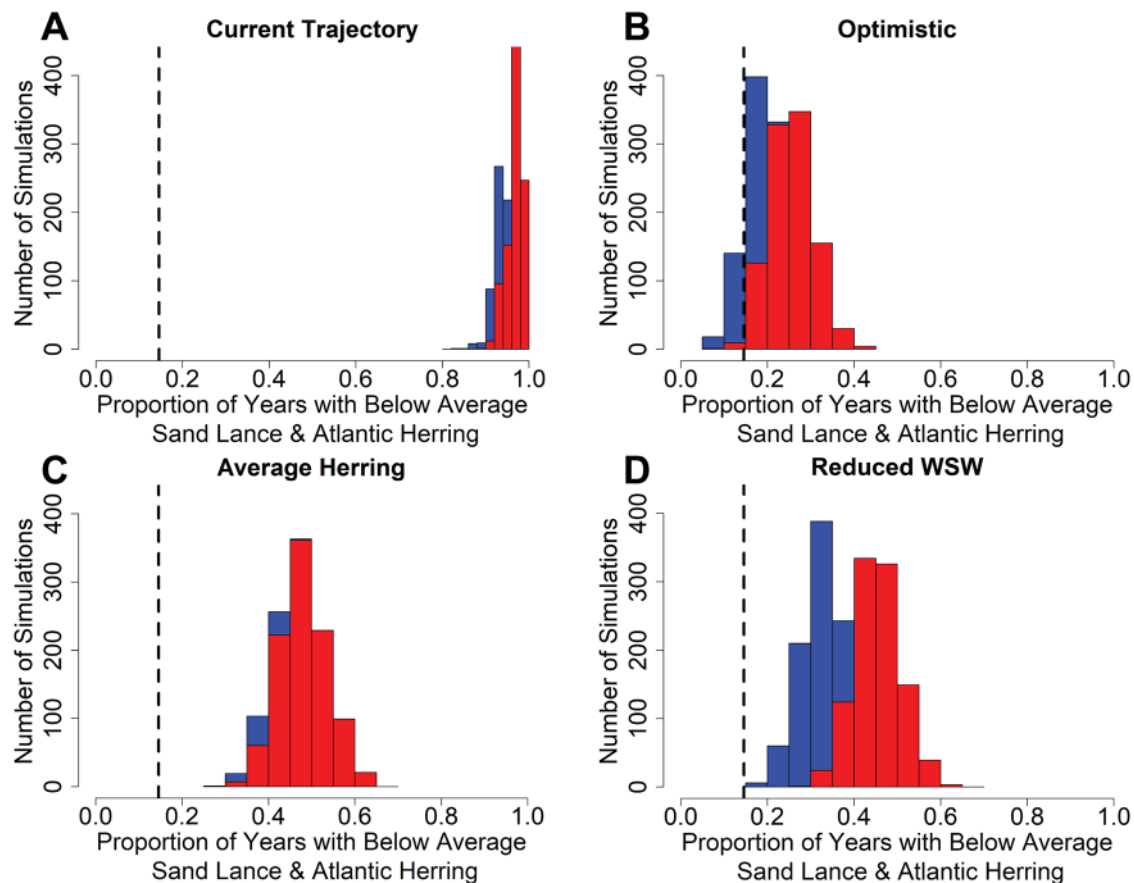 A
Current Trajectory
Number of Simulations
0 100 200 300 400
0.0 0.2 0.4 0.6 0.8 1.0
Proportion of Years with Below Average
Sand Lance & Atlantic Herring
B
Optimistic
Number of Simulations
0 100 200 300 400
0.0 0.2 0.4 0.6 0.8 1.0
Proportion of Years with Below Average
Sand Lance & Atlantic Herring
C
Average Herring
Number of Simulations
0 100 200 300 400
0.0 0.2 0.4 0.6 0.8 1.0
Proportion of Years with Below Average
Sand Lance & Atlantic Herring
D
Reduced WSW
Number of Simulations
0 100 200 300 400
0.0 0.2 0.4 0.6 0.8 1.0
Proportion of Years with Below Average
Sand Lance & Atlantic Herring